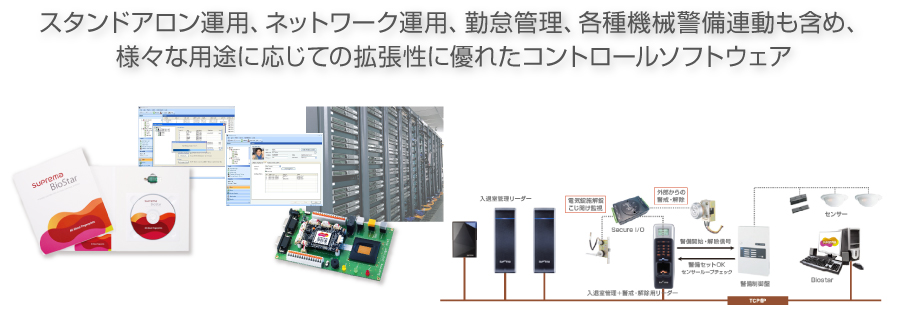 スタンドアロン運用、ネットワーク運用、勤怠管理、各種機械警備連動も含め、
様々な用途に応じての拡張性に優れたコントロールソフトウェア
suprema
BioStar
suprema
BioStar
入退室管理リーダー
電気錠施解錠
こじ開け監視
外部からの
警戒・解除
Secure I/O
警備開始・解除信号
警備セットOK
センサーループチェック
センサー
警備制御盤
Biostar
入退室管理+警戒・解除用リーダー
TCP/IP